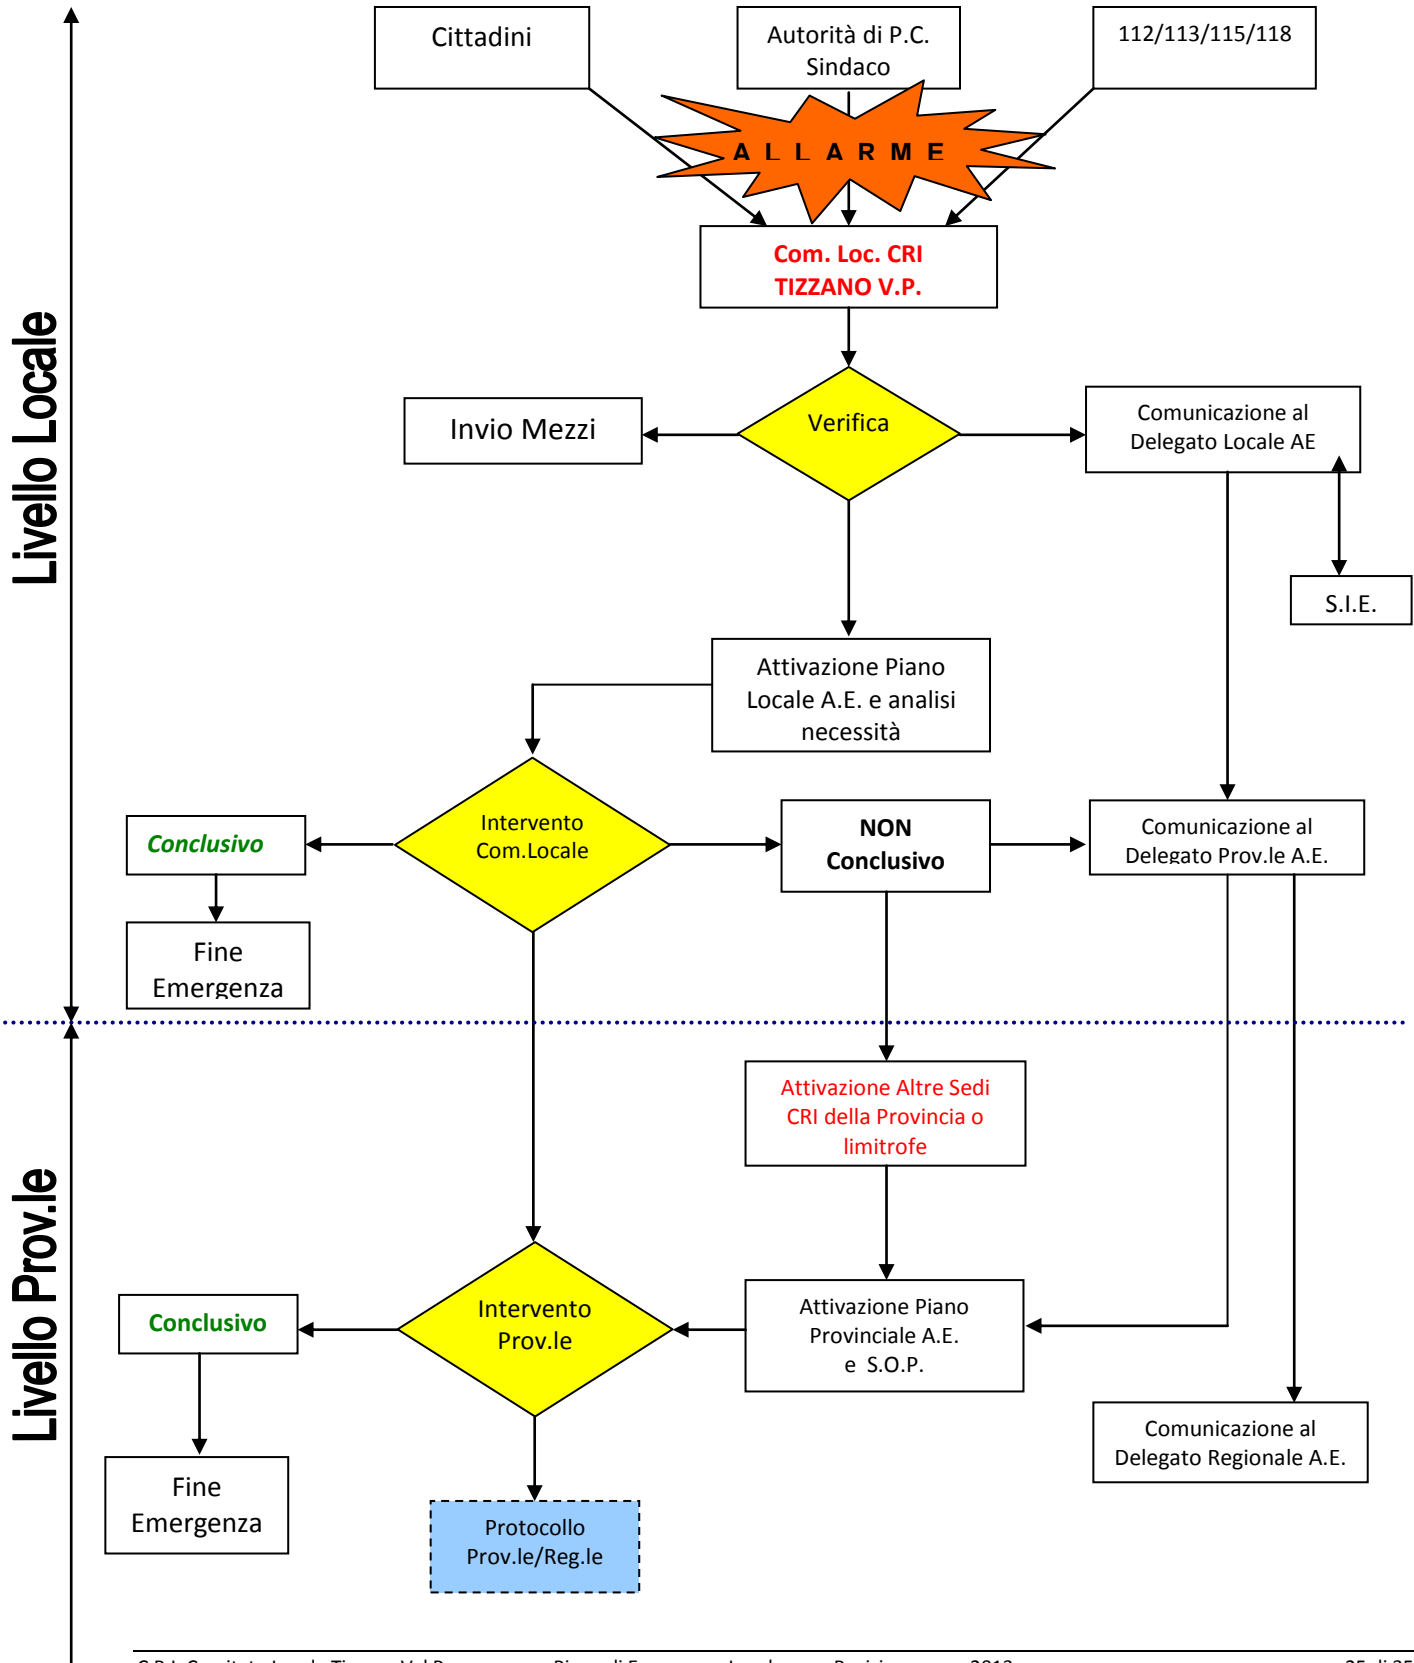 Cittadini
Autorità di P.C.
Sindaco
112/113/115/118
A L L A R M E
Com. Loc. CRI
TIZZANO V.P.
Livello Locale
Invio Mezzi
Verifica
Comunicazione al
Delegato Locale AE
S.I.E.
Attivazione Piano
Locale A.E. e analisi
necessità
Conclusivo
Intervento
Com.Locale
NON
Conclusivo
Comunicazione al
Delegato Prov.le A.E.
Fine
Emergenza
Livello Prov.le
Attivazione Altre Sedi
CRI della Provincia o
limitrofe
Conclusivo
Intervento
Prov.le
Attivazione Piano
Provinciale A.E.
e S.O.P.
Comunicazione al
Delegato Regionale A.E.
Fine
Emergenza
Protocollo
Prov.le/Reg.le